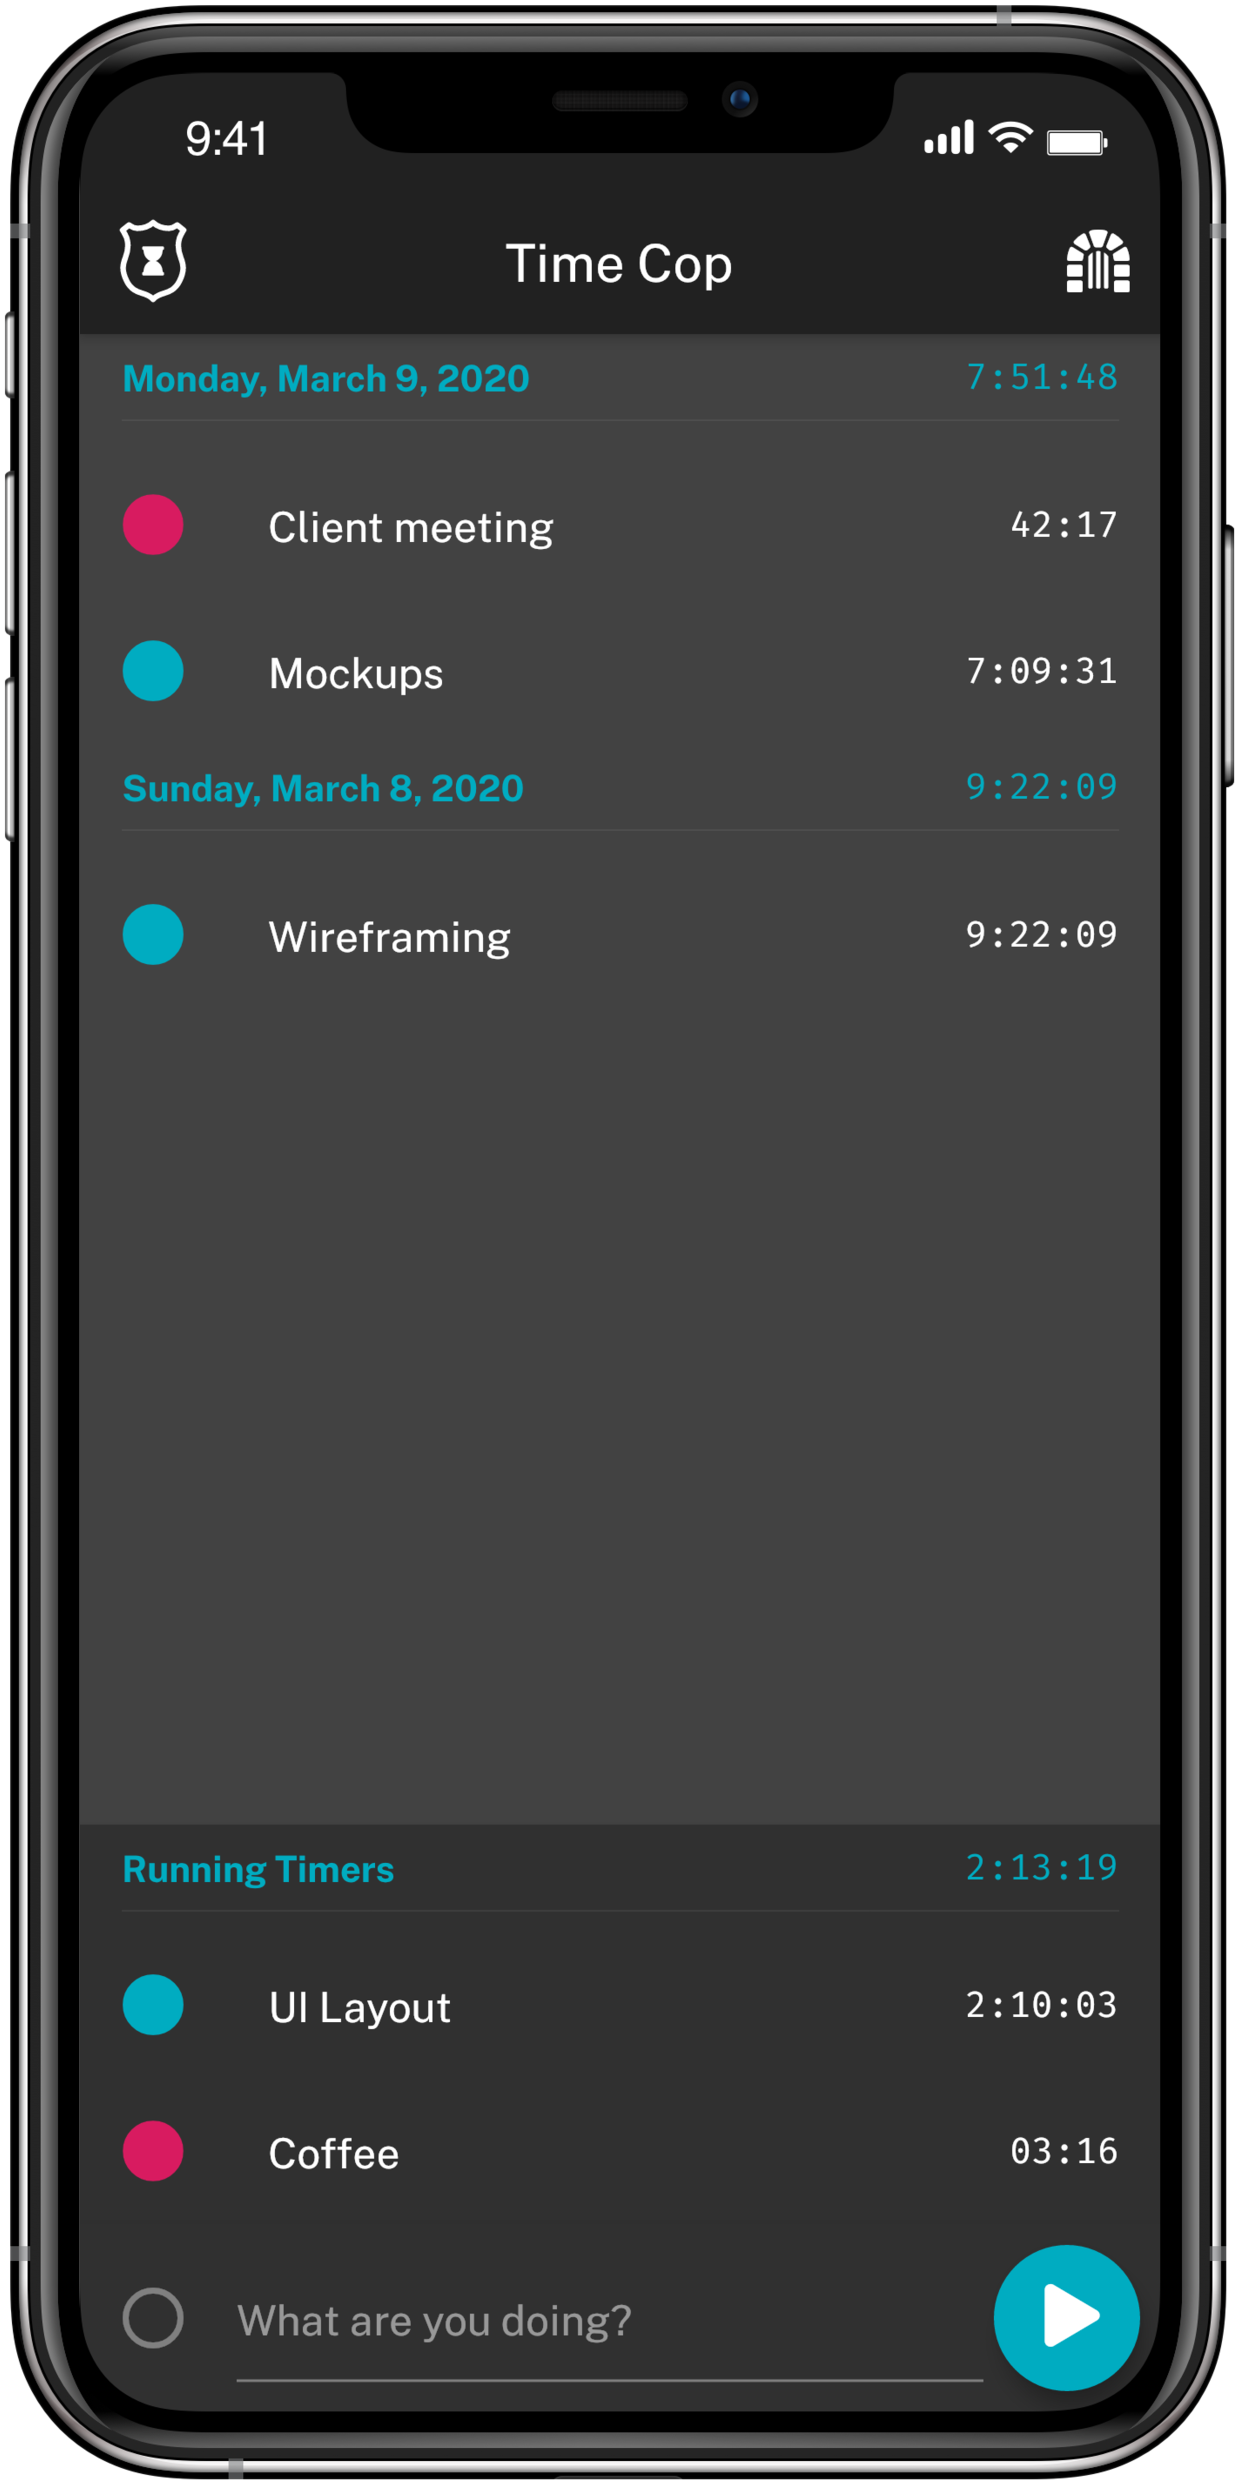 9:41
Time Cop
Monday, March 9, 2020 7:51:48
Client meeting 42:17
Mockups 7:09:31
Sunday, March 8, 2020 9:22:09
Wireframing 9:22:09
Running Timers 2:13:19
UI Layout 2:10:03
Coffee 03:16
What are you doing?